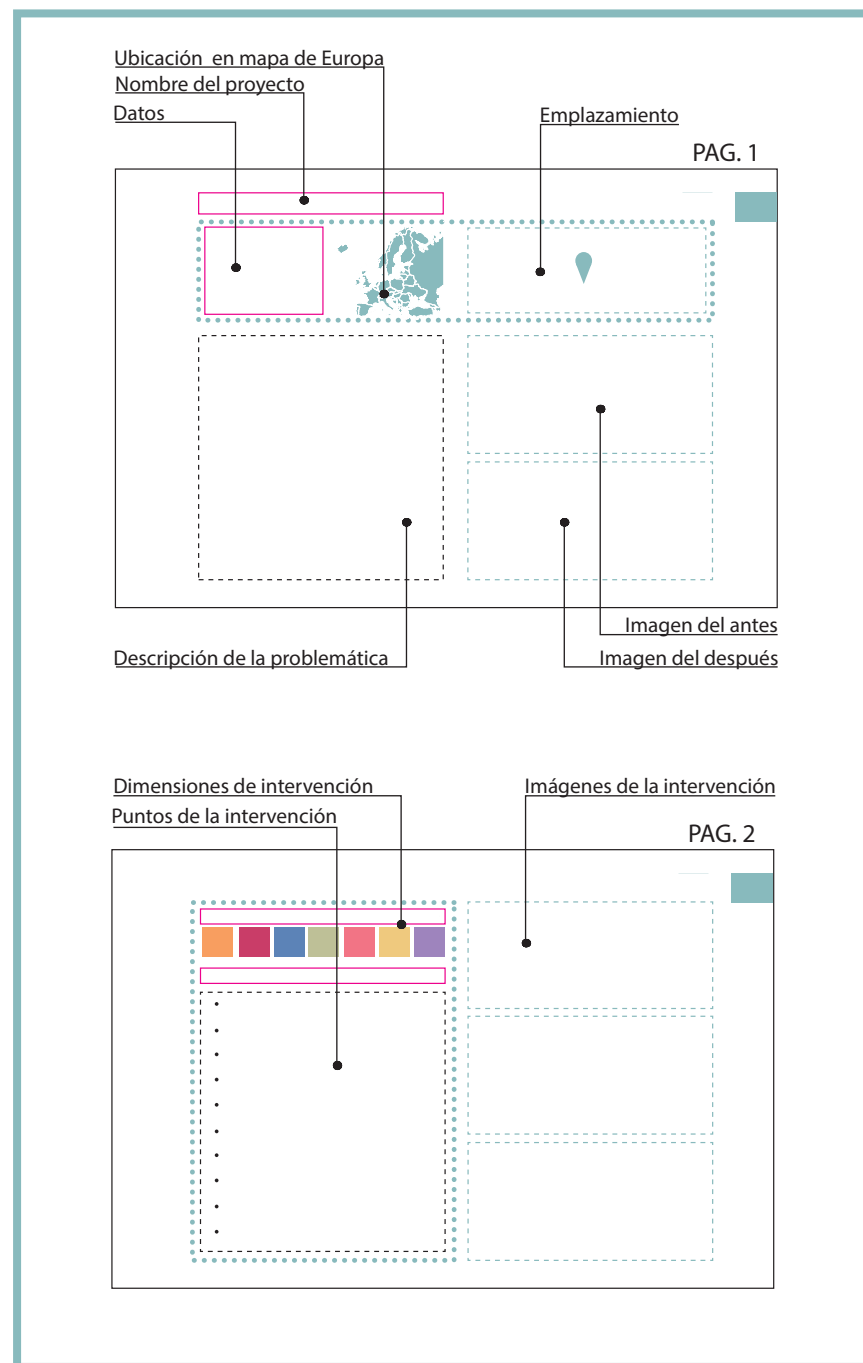 Ubicación en mapa de Europa
Nombre del proyecto
Datos
Emplazamiento
PAG. 1
Imagen del antes
Descripción de la problemática
Imagen del después
Dimensiones de intervención
Imágenes de la intervención
Puntos de la intervención
PAG. 2